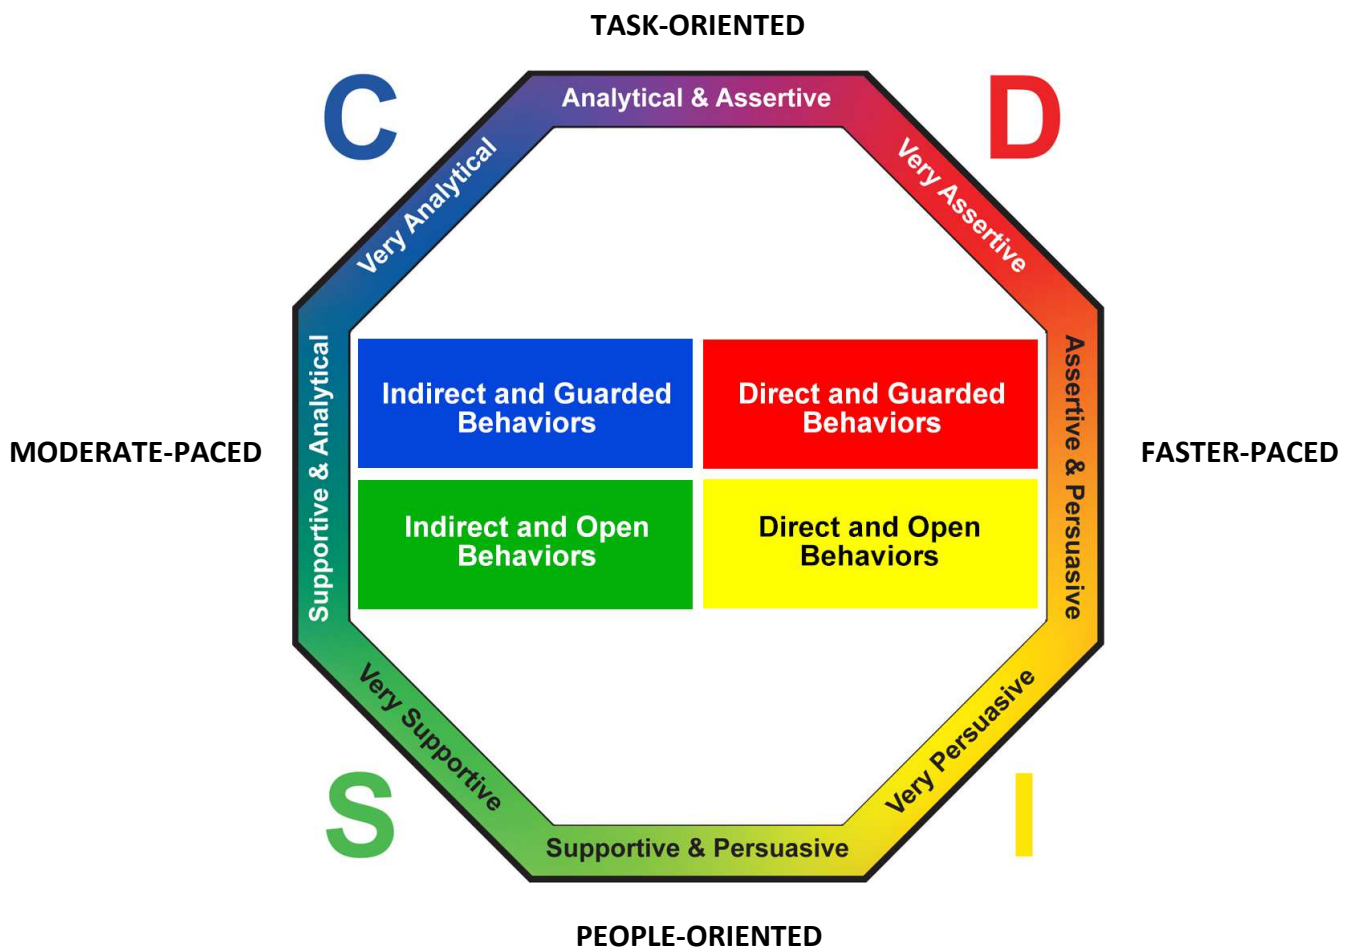 TASK-ORIENTED
C
D
Analytical & Assertive
Very Analytical
Very Assertive
Supportive & Analytical
Assertive & Persuasive
Indirect and Guarded
Behaviors
Direct and Guarded
Behaviors
MODERATE-PACED
FASTER-PACED
Indirect and Open
Behaviors
Direct and Open
Behaviors
Very Supportive
Very Persuasive
S
I
Supportive & Persuasive
PEOPLE-ORIENTED